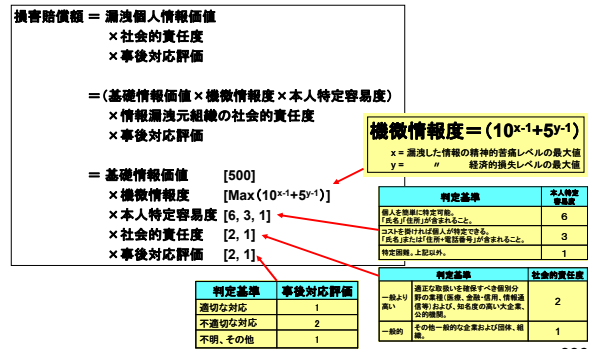 損害賠償額 = 漏洩個人情報価値
×社会的責任度
×事後対応評価
=(基礎情報価値×機微情報度×本人特定容易度)
×情報漏洩元組織の社会的責任度
×事後対応評価
= 基礎情報価値 [500]
×機微情報度 [Max(10x-1+5y-1)]
×本人特定容易度 [6, 3, 1]
×社会的責任度 [2, 1]
×事後対応評価 [2, 1]
機微情報度=(10x-1+5y-1)
x = 漏洩した情報の精神的苦痛レベルの最大値
y = 〃 経済的損失レベルの最大値
判定基準 本人特定容易度
個人を簡単に特定可能。
「氏名」「住所」が含まれること。 6
コストを掛ければ個人が特定できる。
「氏名」または「住所+電話番号」が含まれること。 3
特定困難。上記以外。 1
判定基準 社会的責任度
一般より高い 適正な取扱いを確保すべき個別分
野の業種(医療、金融・信用、情報通
信等)および、知名度の高い大企業、
公的機関。 2
一般的 その他一般的な企業および団体、組
織。 1
判定基準 事後対応評価
適切な対応 1
不適切な対応 2
不明、その他 1